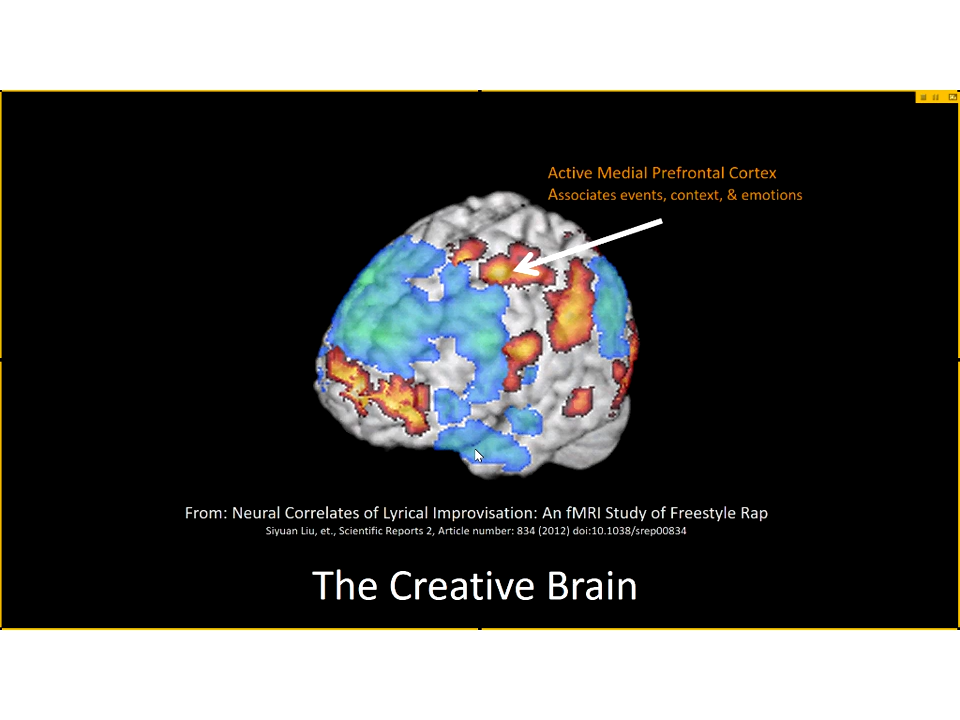 Active Medial Prefrontal Cortex
Associates events, context, & emotions
From: Neural Correlates of Lyrical Improvisation: An fMRI Study of Freestyle Rap
Siyuan Liu, et., Scientific Reports 2, Article number: 834 (2012) doi:10.1038/srep00834
The Creative Brain